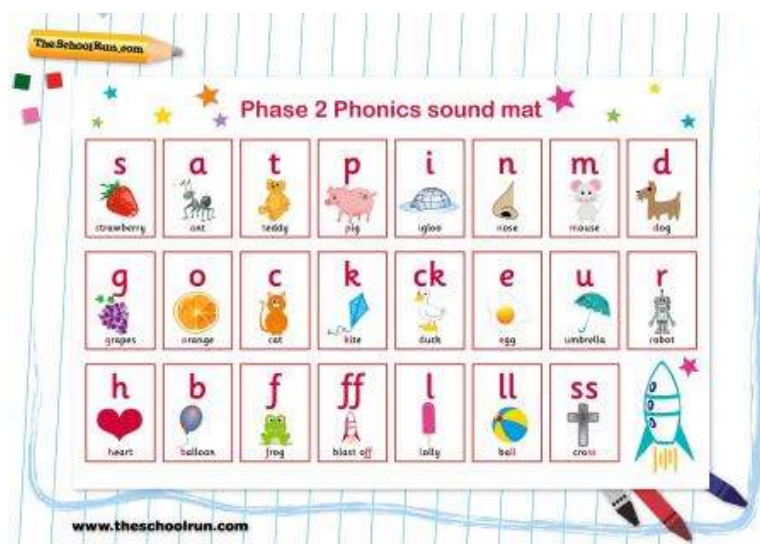 TheSchoolRun.com
Phase 2 Phonics sound mat
s a t p i n m d
strawberry ant teddy pig igloo nose mouse dog
g o c k ck e u r
grapes orange cat kite duck egg umbrella robot
h b f ff l ll ss
heart balloon frog blast off lolly ball cross
www.theschoolrun.com